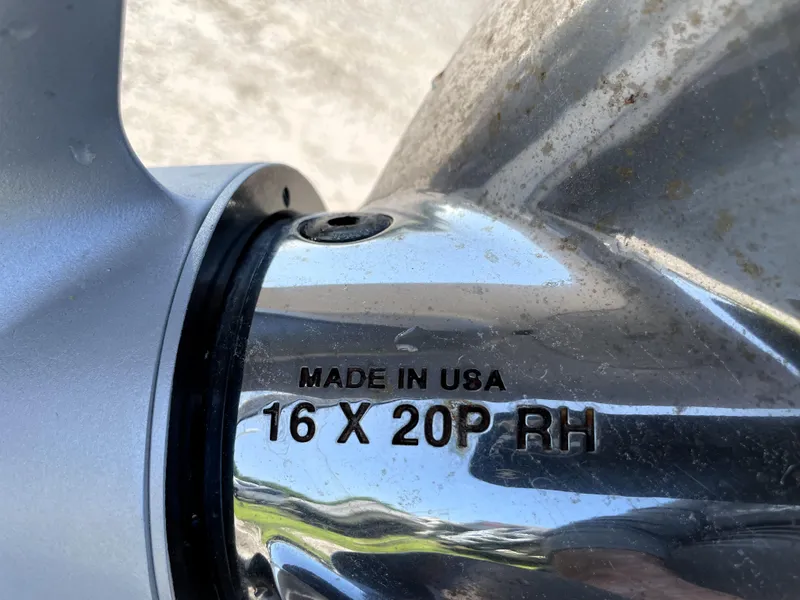 MADE IN USA
16 X 20P RH